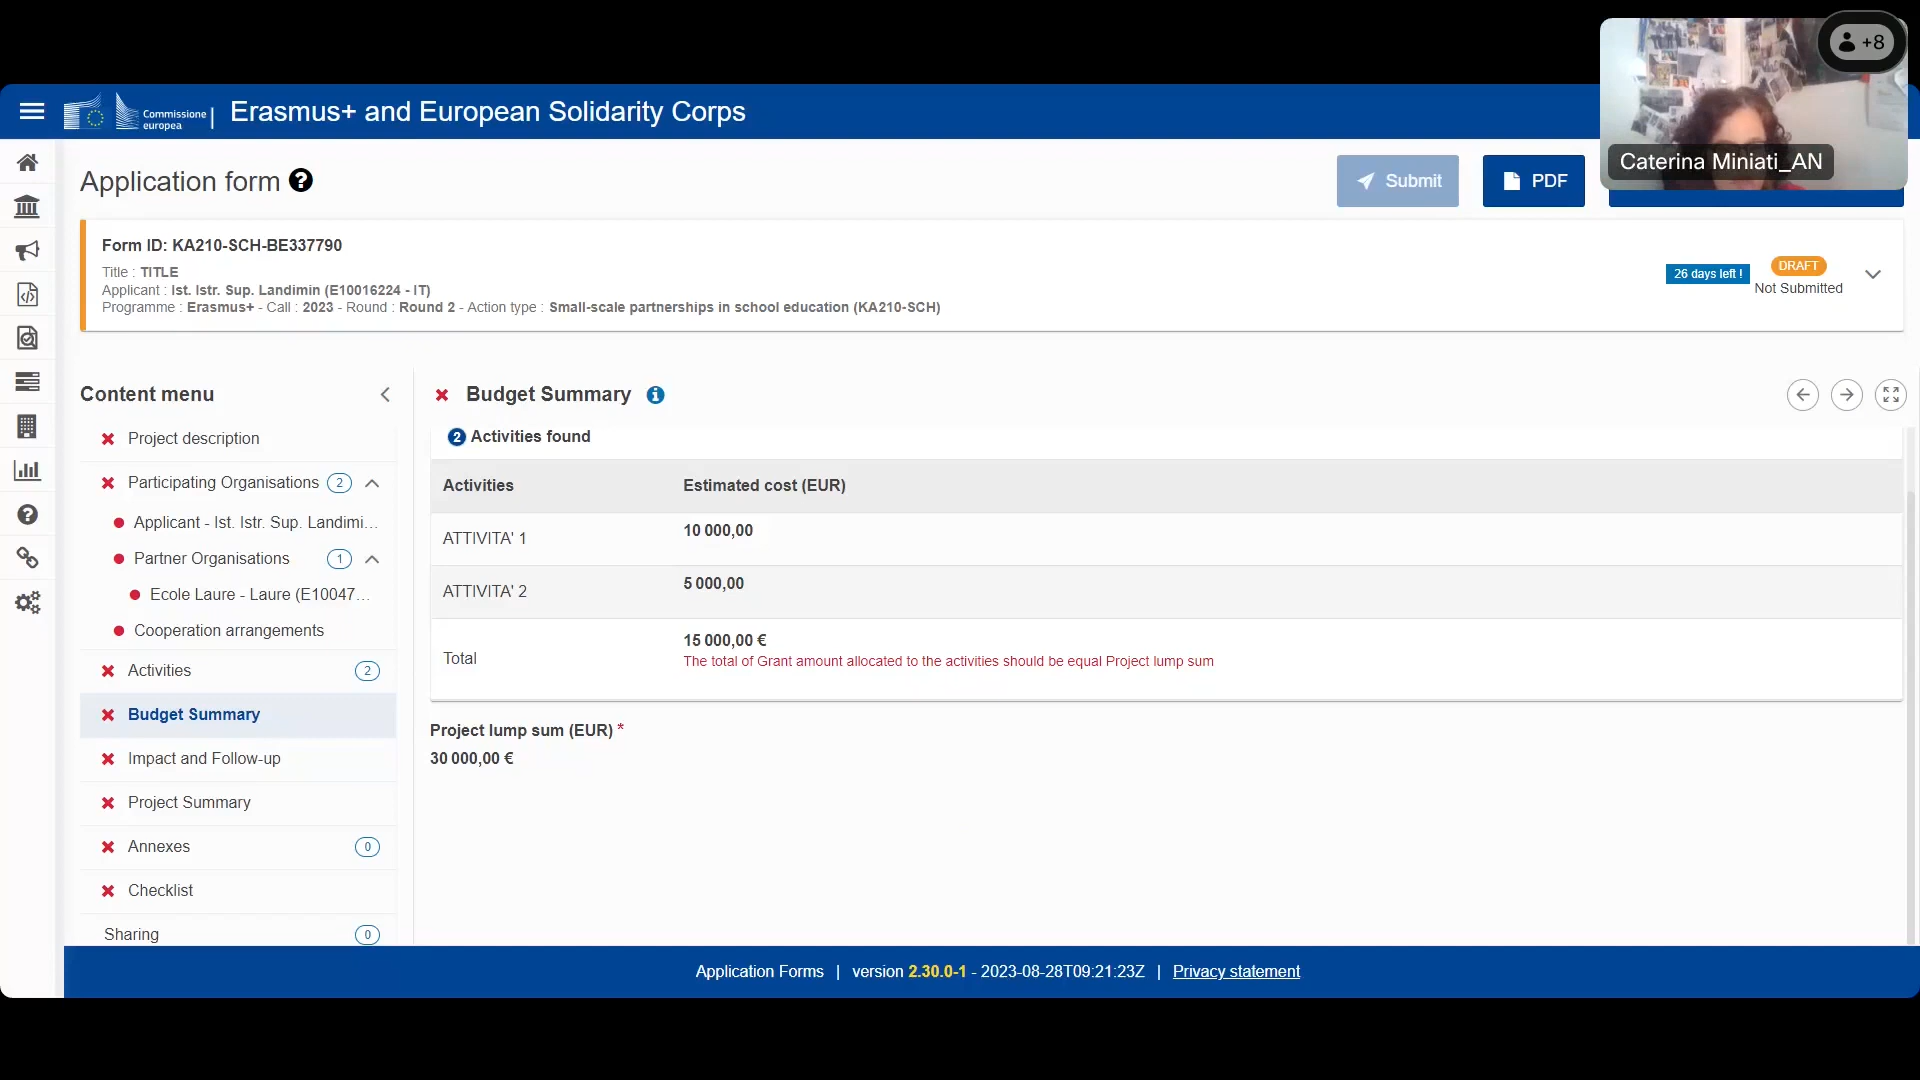 +8
Caterina Miniati_AN
Commissione
europea
Erasmus+ and European Solidarity Corps
Application form
Submit
PDF
Form ID: KA210-SCH-BE337790
Title : TITLE
Applicant : Ist. Istr. Sup. Landimin (E10016224 - IT)
Programme : Erasmus+ - Call : 2023 - Round : Round 2 - Action type : Small-scale partnerships in school education (KA210-SCH)
26 days left !
DRAFT
Not Submitted
Content menu
Project description
Participating Organisations 2
Applicant - Ist. Istr. Sup. Landimi...
Partner Organisations 1
Ecole Laure - Laure (E10047...
Cooperation arrangements
Activities 2
Budget Summary
Impact and Follow-up
Project Summary
Annexes 0
Checklist
Sharing 0
Budget Summary
2 Activities found
Activities Estimated cost (EUR)
ATTIVITA' 1 10 000,00
ATTIVITA' 2 5 000,00
Total 15 000,00 €
The total of Grant amount allocated to the activities should be equal Project lump sum
Project lump sum (EUR) *
30 000,00 €
Application Forms | version 2.30.0-1 - 2023-08-28T09:21:23Z | Privacy statement